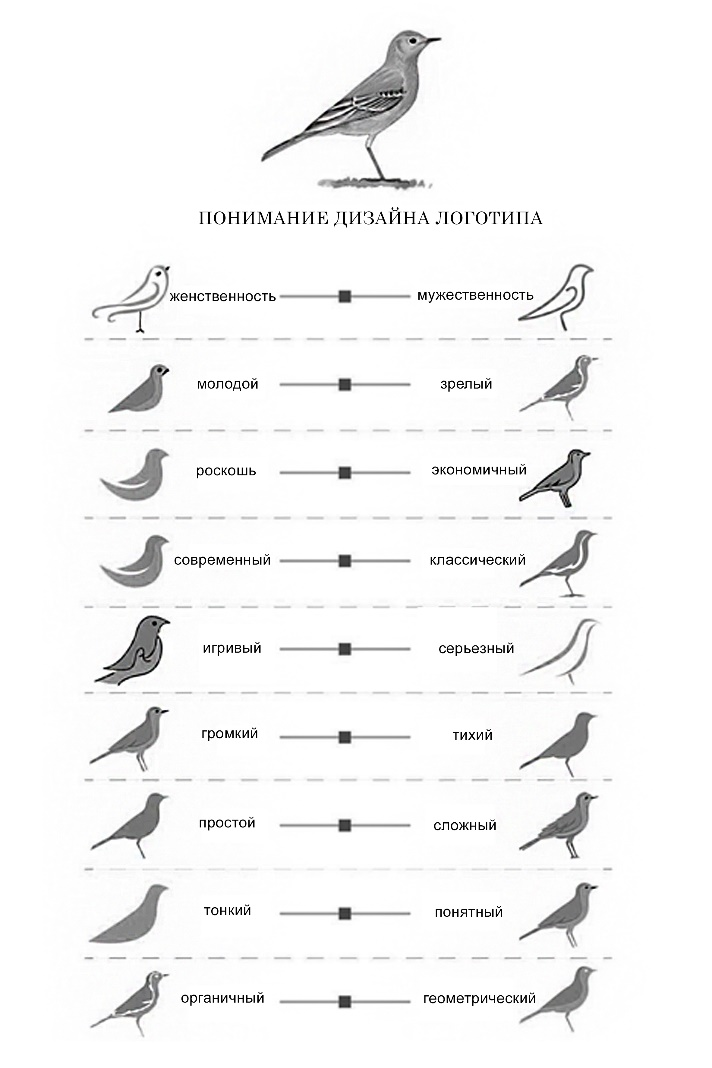 ПОНИМАНИЕ ДИЗАЙНА ЛОГОТИПА
женственность мужественность
молодой зрелый
роскошь экономичный
современный классический
игривый серьезный
громкий тихий
простой сложный
тонкий понятный
органичный геометрический